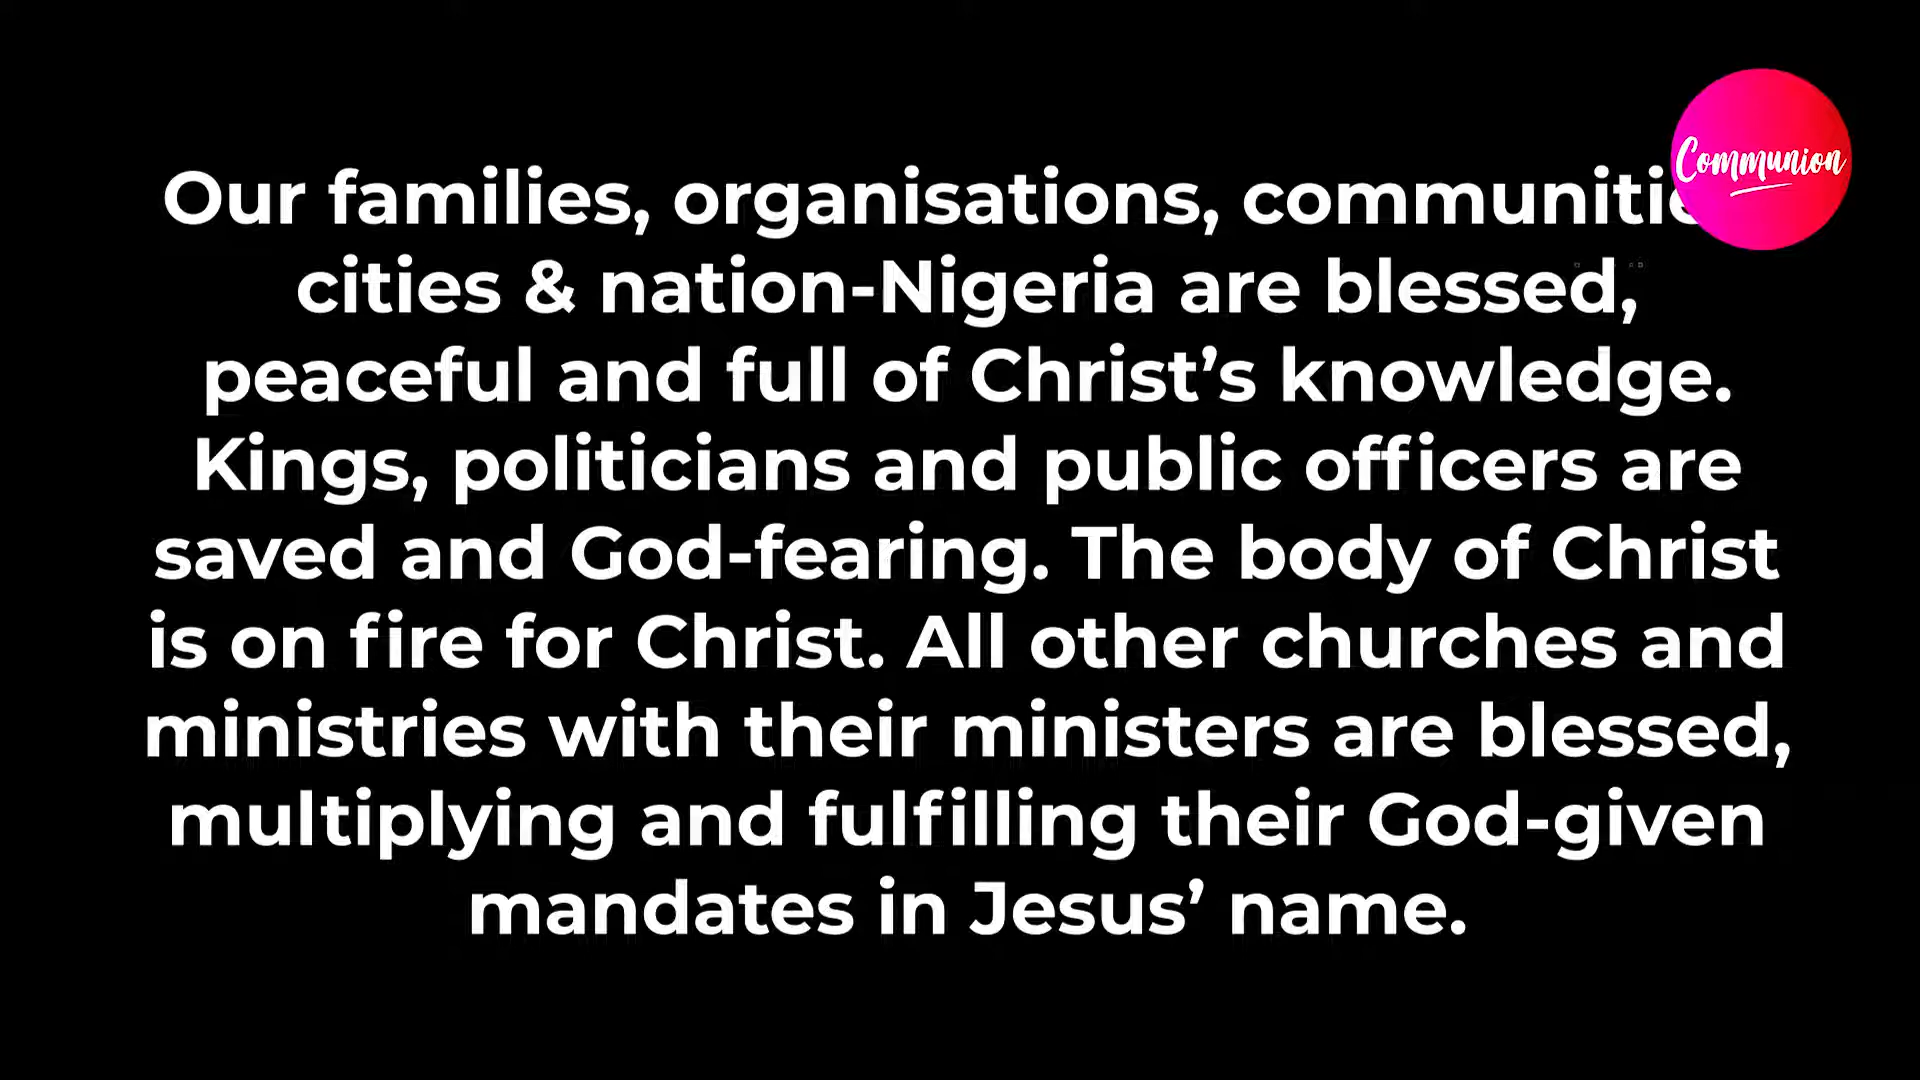 Our families, organisations, communitie
cities & nation-Nigeria are blessed,
peaceful and full of Christ’s knowledge.
Kings, politicians and public officers are
saved and God-fearing. The body of Christ
is on fire for Christ. All other churches and
ministries with their ministers are blessed,
multiplying and fulfilling their God-given
mandates in Jesus’ name.
Communion